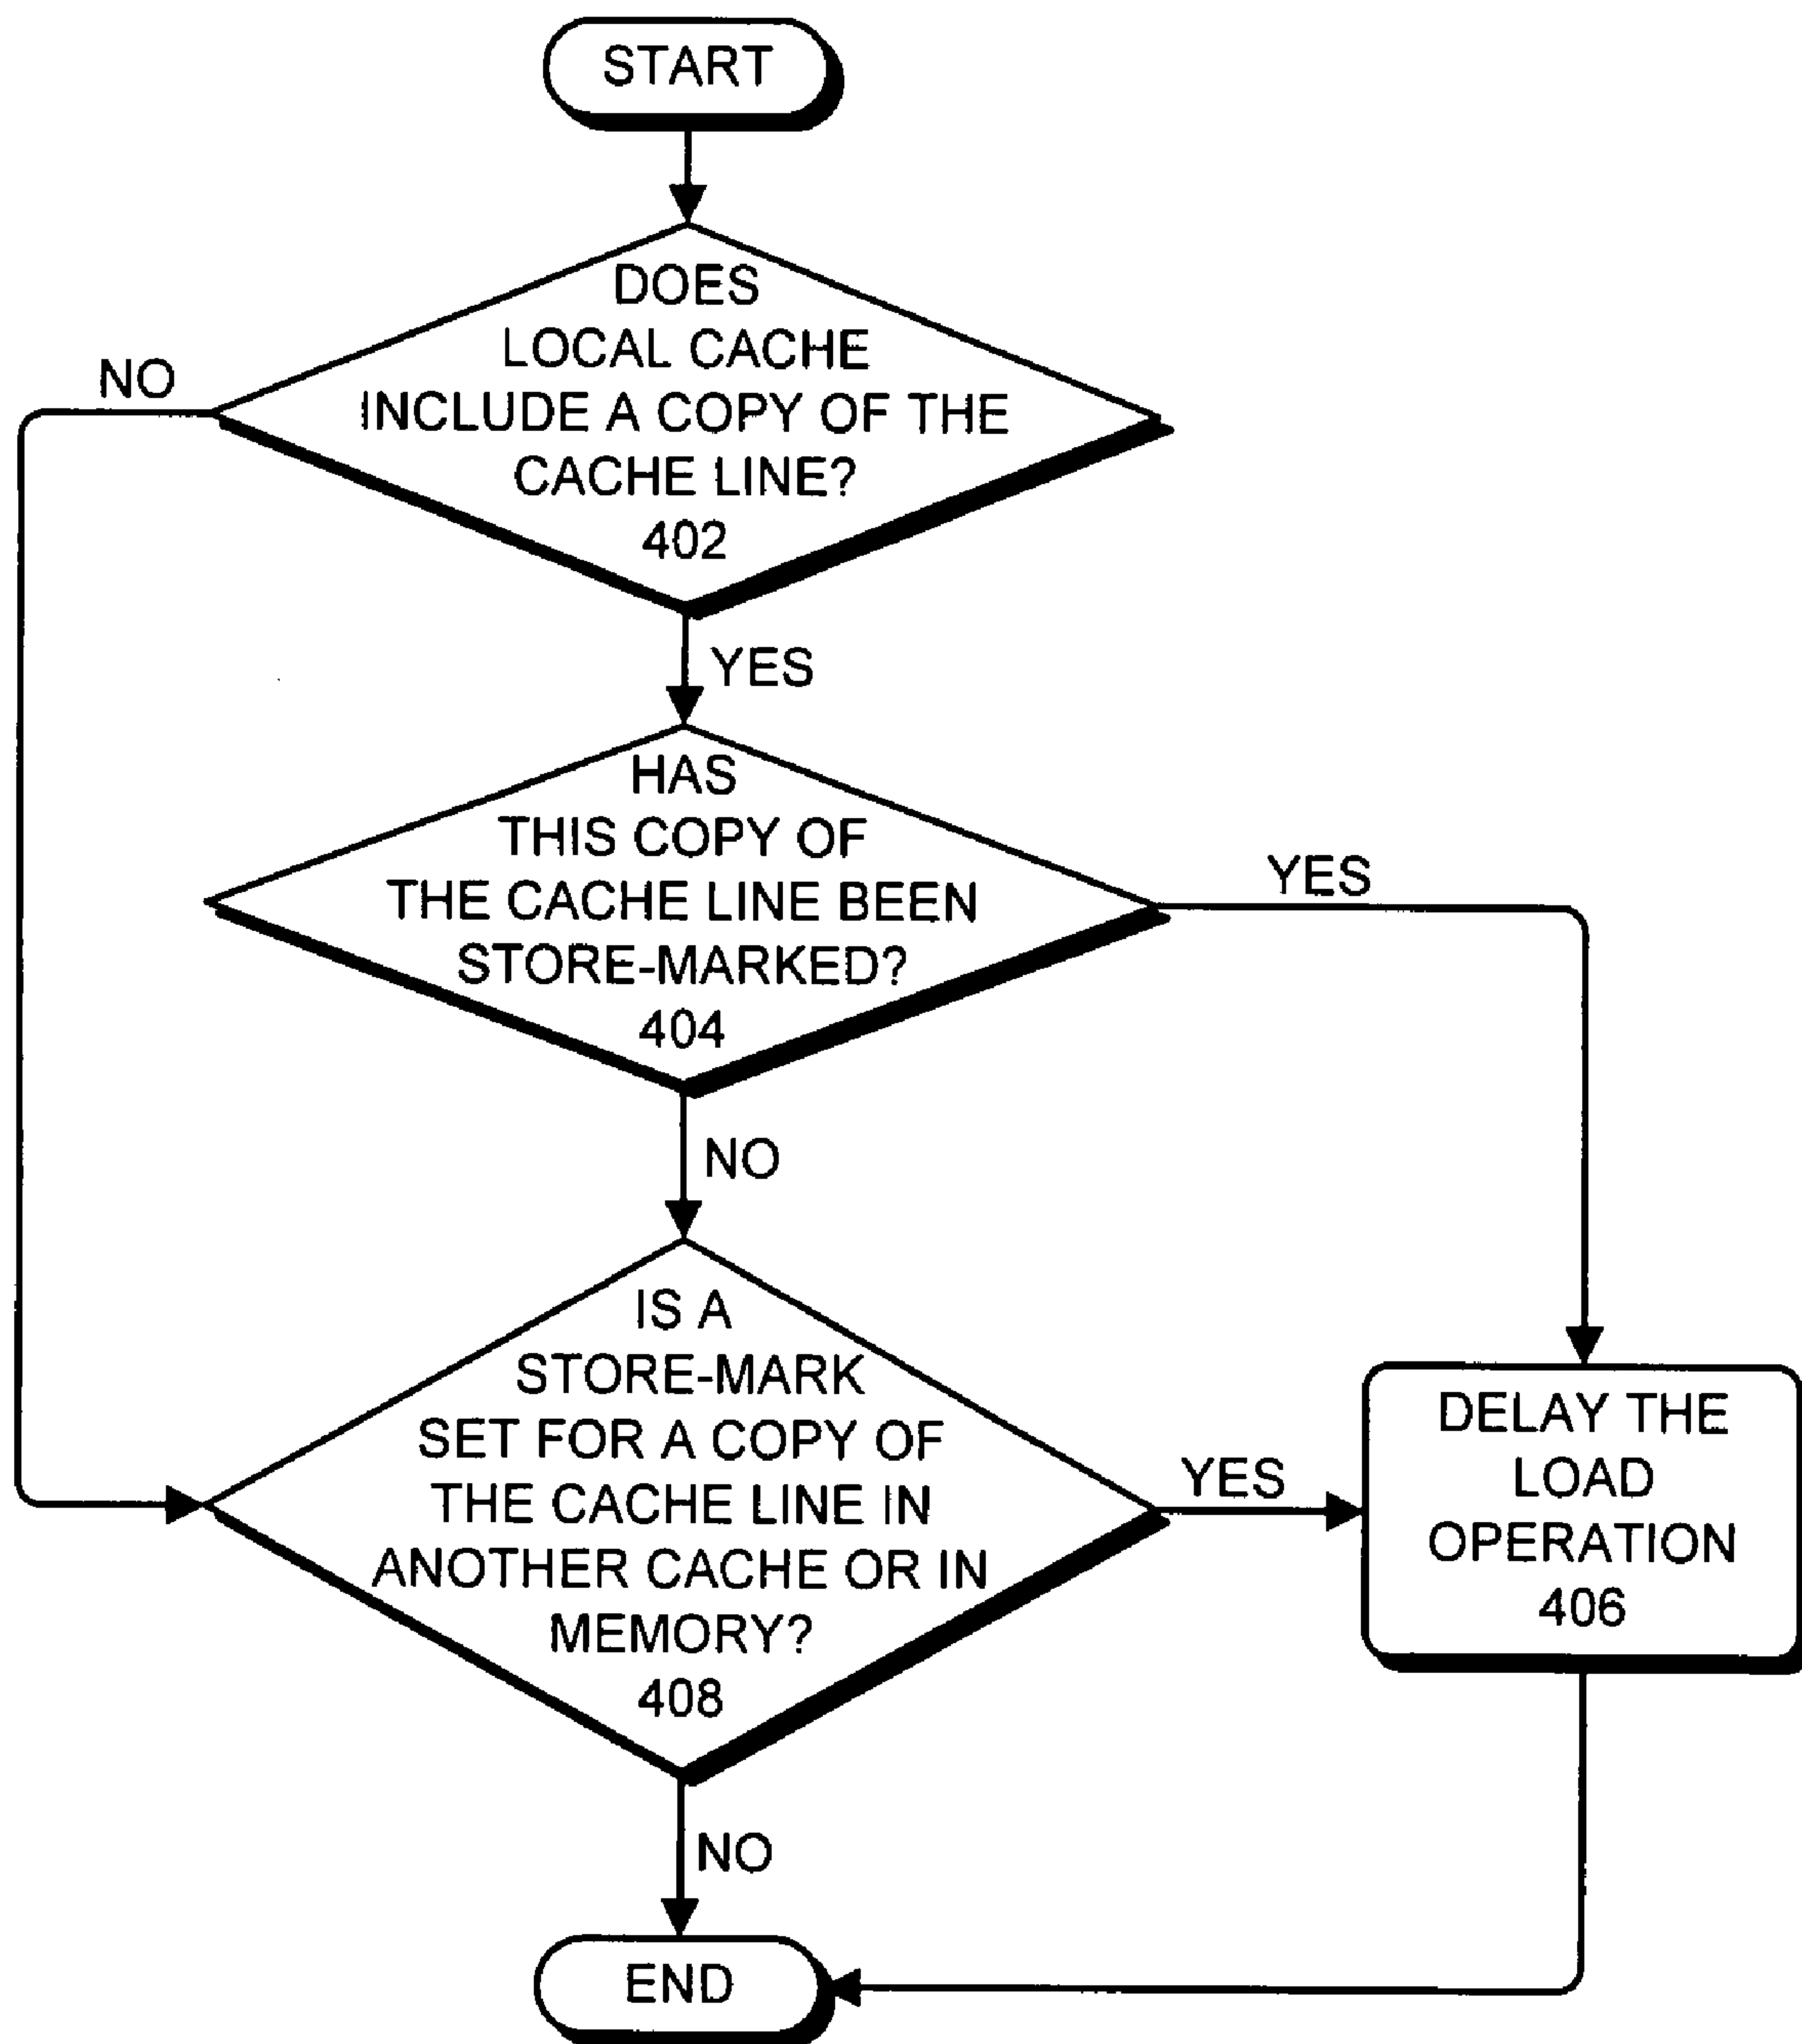 START
DOES
LOCAL CACHE
INCLUDE A COPY OF THE
CACHE LINE?
402
NO
YES
HAS
THIS COPY OF
THE CACHE LINE BEEN
STORE-MARKED?
404
YES
NO
IS A
STORE-MARK
SET FOR A COPY OF
THE CACHE LINE IN
ANOTHER CACHE OR IN
MEMORY?
408
YES
DELAY THE
LOAD
OPERATION
406
NO
END